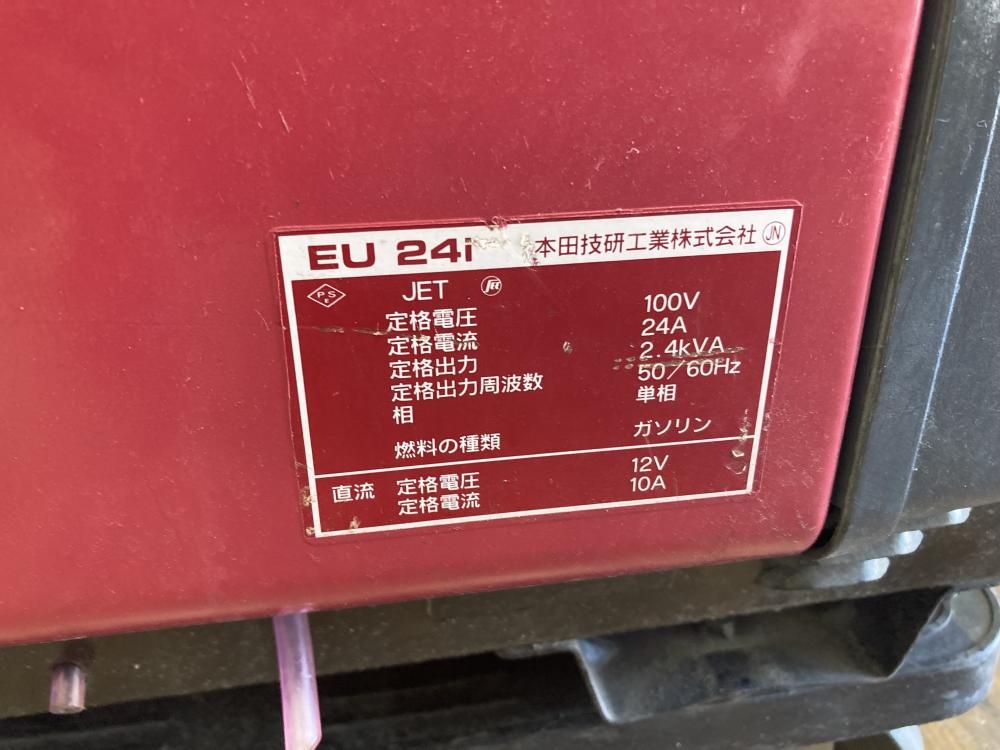 EU 24i 本田技研工業株式会社 JN
PSE JET JET
定格電圧 100V
定格電流 24A
定格出力 2.4kVA
定格出力周波数 50/60Hz
相 単相
燃料の種類 ガソリン
直流 定格電圧 12V
定格電流 10A